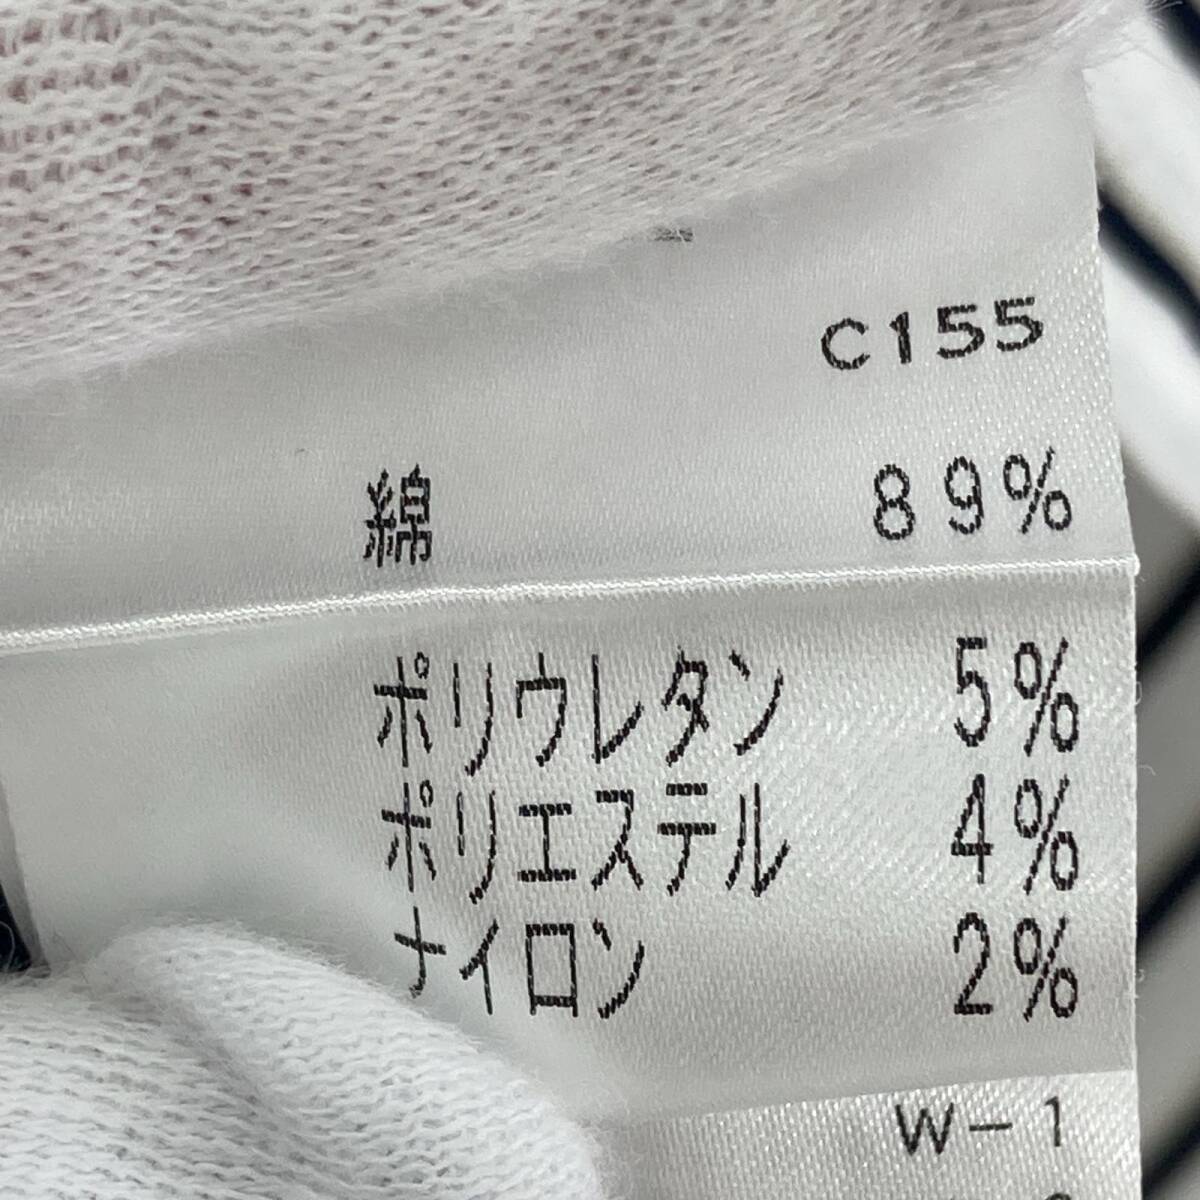 C155
綿 89%
ポリウレタン 5%
ポリエステル 4%
ナイロン 2%
W-1